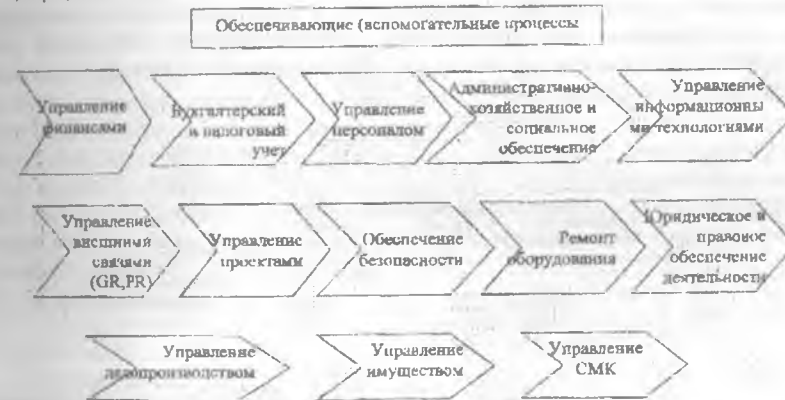 Обеспечивающие (вспомогательные процессы
Управление
финансами
Бухгалтерский
и налоговый
учет
Управление
персоналом
Административно-
хозяйственное и
социальное
обеспечения
Управление
информационны
ми технологиями
Управление
внешними
связями
(GR,PR)
Управление
проектами
Обеспечение
безопасности
Ремонт
оборудования
Юридическое и
правовое
обеспечение
деятельности
Управление
делопроизводством
Управление
имуществом
Управление
СМК